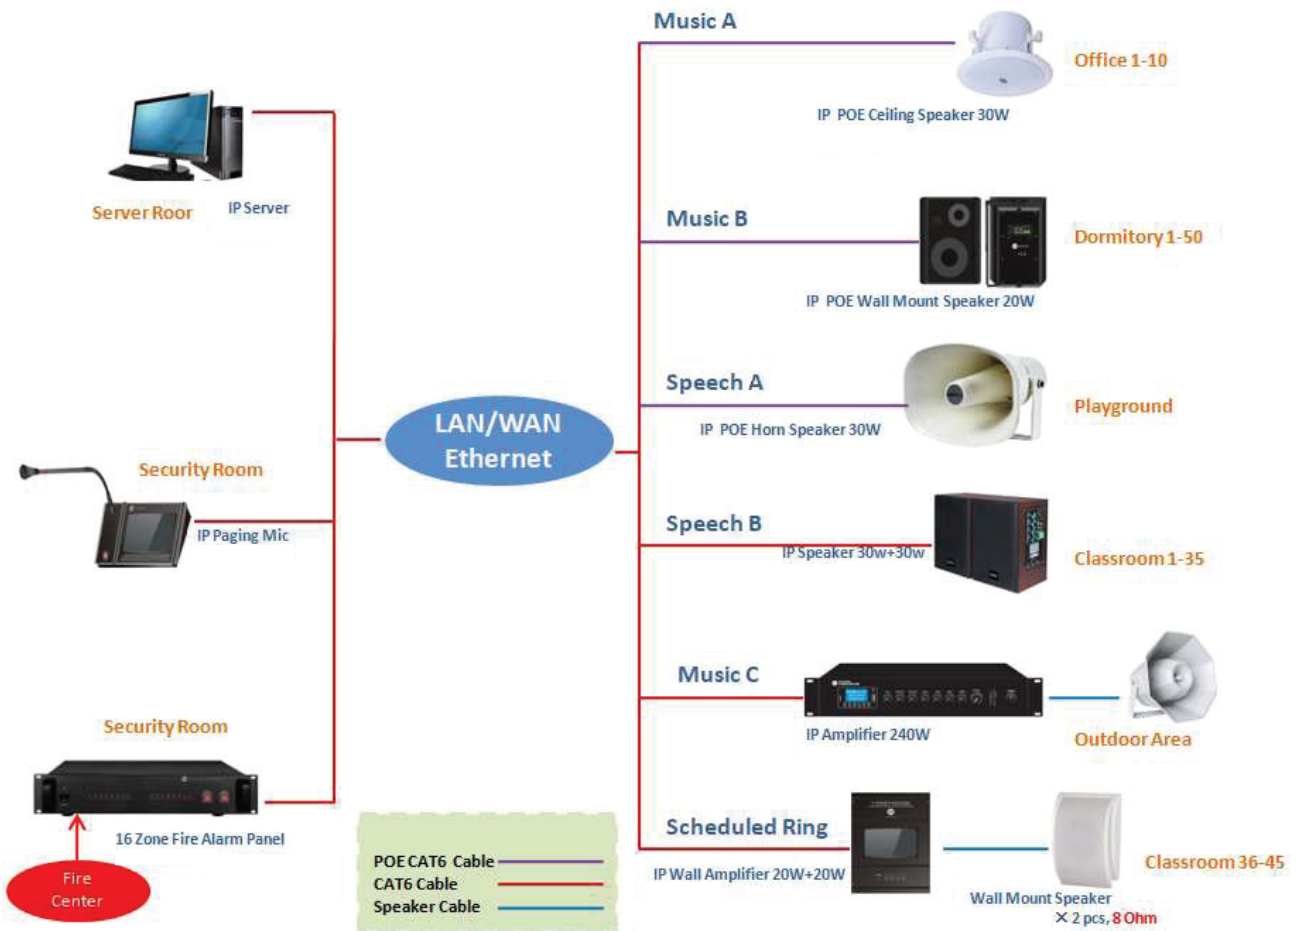 Music A
Office 1-10
IP POE Ceiling Speaker 30W
Server Roor
IP Server
Music B
Dormitory 1-50
IP POE Wall Mount Speaker 20W
Speech A
Playground
IP POE Horn Speaker 30W
LAN/WAN
Ethernet
Security Room
IP Paging Mic
Speech B
IP Speaker 30w+30w
Classroom 1-35
Music C
IP Amplifier 240W
Outdoor Area
Security Room
16 Zone Fire Alarm Panel
Fire
Center
Scheduled Ring
IP Wall Amplifier 20W+20W
Classroom 36-45
Wall Mount Speaker
× 2 pcs, 8 Ohm
POE CAT6 Cable
CAT6 Cable
Speaker Cable